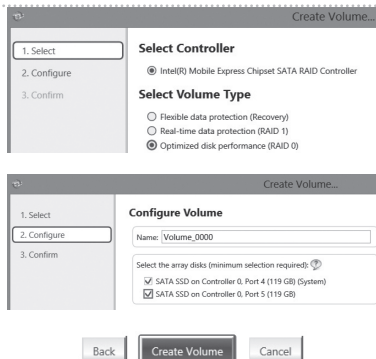 Create Volume...
1. Select
2. Configure
3. Confirm
Select Controller
Intel(R) Mobile Express Chipset SATA RAID Controller
Select Volume Type
Flexible data protection (Recovery)
Real-time data protection (RAID 1)
Optimized disk performance (RAID 0)
Create Volume...
1. Select
2. Configure
3. Confirm
Configure Volume
Name: Volume_0000
Select the array disks (minimum selection required): ?
SATA SSD on Controller 0, Port 4 (119 GB) (System)
SATA SSD on Controller 0, Port 5 (119 GB)
Back
Create Volume
Cancel